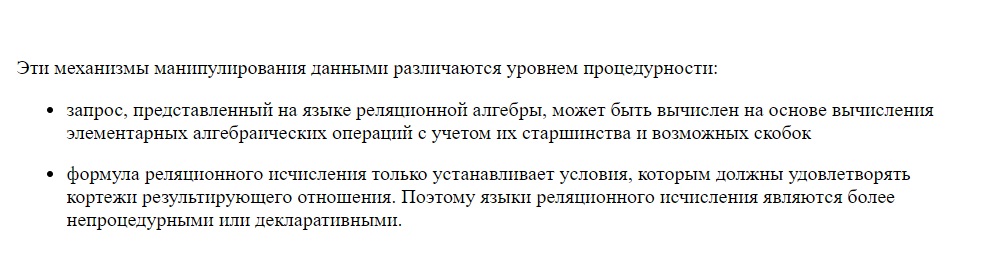 Эти механизмы манипулирования данными различаются уровнем процедурности:
• запрос, представленный на языке реляционной алгебры, может быть вычислен на основе вычисления
элементарных алгебраических операций с учетом их старшинства и возможных скобок
• формула реляционного исчисления только устанавливает условия, которым должны удовлетворять
кортежи результирующего отношения. Поэтому языки реляционного исчисления являются более
непроцедурными или декларативными.